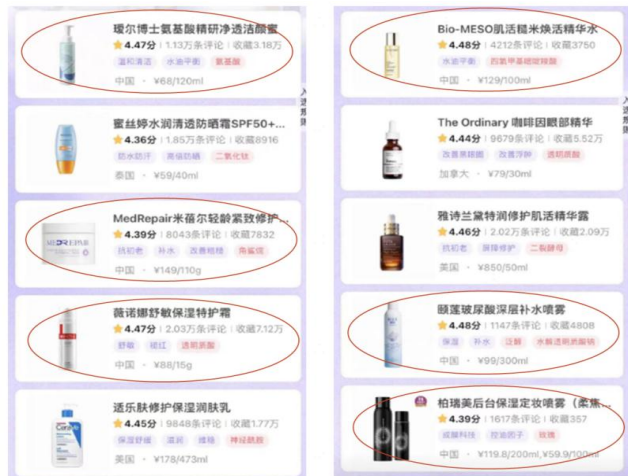 瑷尔博士氨基酸精研净透洁颜蜜
4.47分 | 1.13万条评论 | 收藏3.18万
温和清洁 水油平衡 氨基酸
中国 · ¥68/120ml
蜜丝婷水润清透防晒霜SPF50+...
4.36分 | 1.85万条评论 | 收藏8916
防水防汗 高倍防晒 二氧化钛
泰国 · ¥59/40ml
MedRepair米蓓尔轻龄紧致修护...
4.39分 | 8043条评论 | 收藏7832
抗初老 补水 改善粗糙 角鲨烷
中国 · ¥149/110g
薇诺娜舒敏保湿特护霜
4.47分 | 2.03万条评论 | 收藏7.12万
舒敏 褪红 透明质酸
中国 · ¥88/15g
适乐肤修护保湿润肤乳
4.45分 | 9848条评论 | 收藏1.77万
保湿舒缓 滋润 维稳 神经酰胺
美国 · ¥178/473ml
Bio-MESO肌活糙米焕活精华水
4.48分 | 4212条评论 | 收藏3750
水油平衡 四氢甲基嘧啶羧酸
中国 · ¥129/100ml
The Ordinary 咖啡因眼部精华
4.44分 | 9679条评论 | 收藏5.52万
改善黑眼圈 改善浮肿 透明质酸
加拿大 · ¥79/30ml
雅诗兰黛特润修护肌活精华露
4.46分 | 2.02万条评论 | 收藏2.09万
抗初老 屏障修护 二裂酵母
美国 · ¥850/50ml
颐莲玻尿酸深层补水喷雾
4.48分 | 1147条评论 | 收藏4808
保湿 补水 泛醇 水解透明质酸钠
中国 · ¥99/300ml
柏瑞美后台保湿定妆喷雾（柔焦...
4.39分 | 1617条评论 | 收藏357
成膜科技 控油因子 玫瑰
中国 · ¥119.8/200ml,¥59.9/100ml